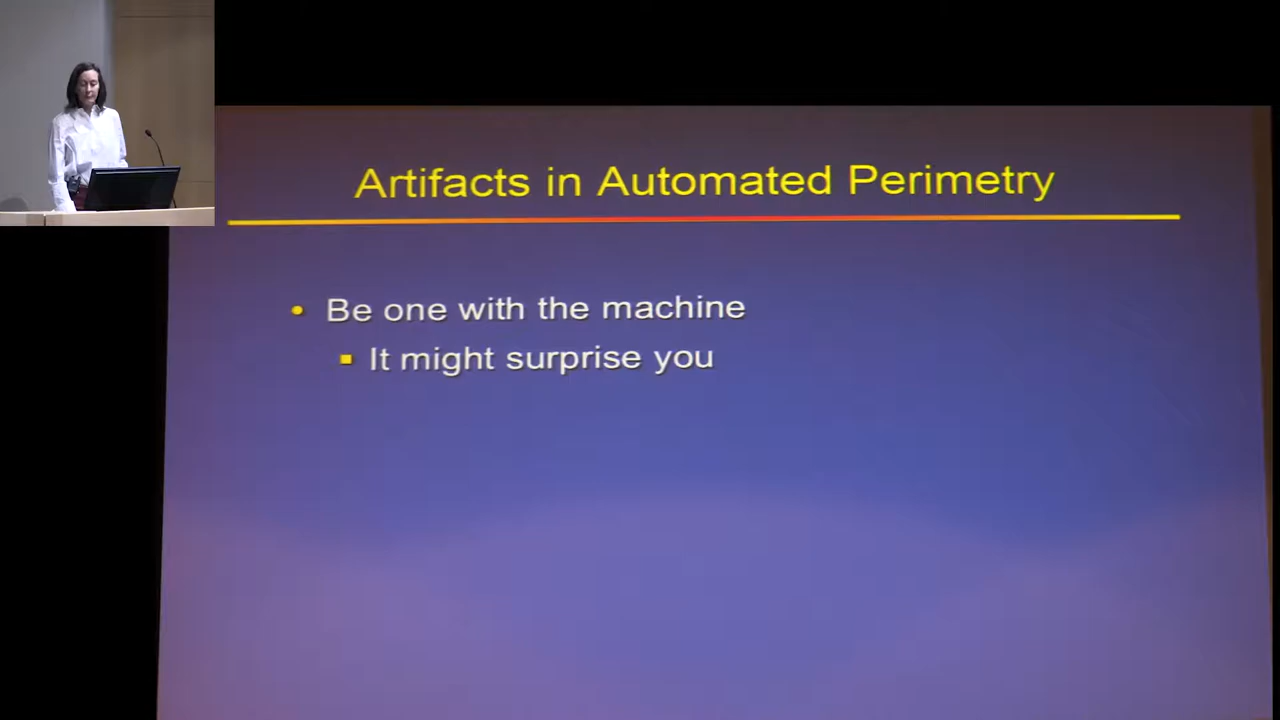 Artifacts in Automated Perimetry
Be one with the machine
It might surprise you